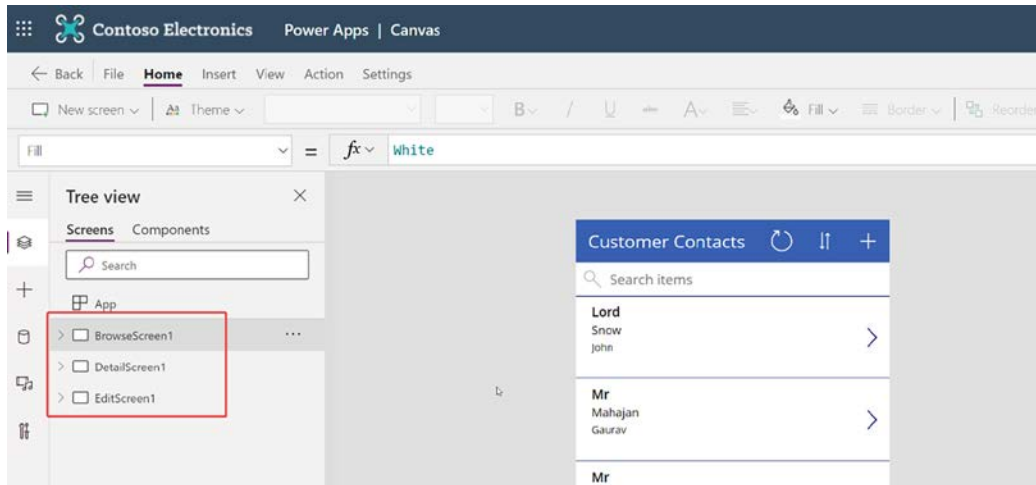 Contoso Electronics Power Apps | Canvas
Back File Home Insert View Action Settings
New screen Theme B / U A Fill Border Reorder
Fill = fx White
Tree view
Screens Components
Search
App
BrowseScreen1 ...
DetailScreen1
EditScreen1
Customer Contacts
Search items
Lord
Snow
John
Mr
Mahajan
Gaurav
Mr